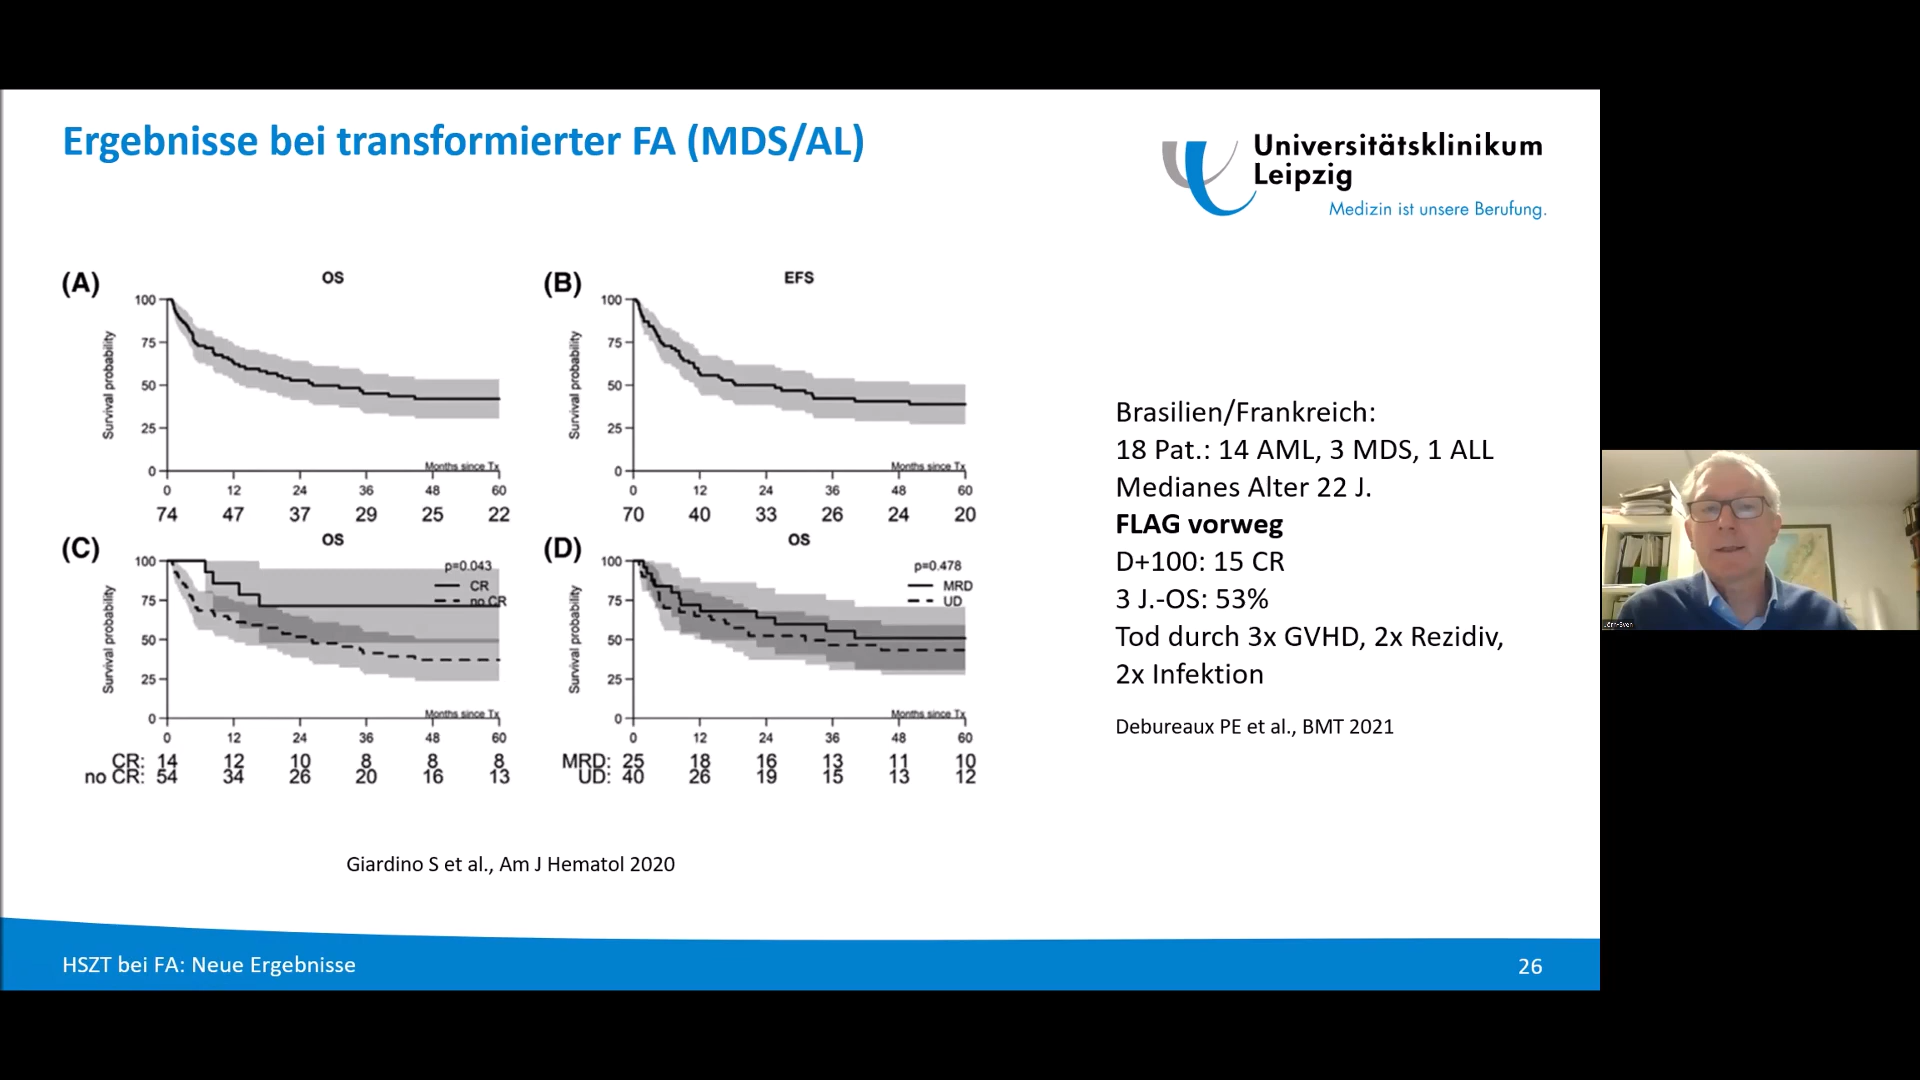 Ergebnisse bei transformierter FA (MDS/AL)
Universitätsklinikum
Leipzig
Medizin ist unsere Berufung.
(A)
OS
Survival probability
100
75
50
25
0
Months since Tx
0 12 24 36 48 60
74 47 37 29 25 22
(B)
EFS
Survival probability
100
75
50
25
0
Months since Tx
0 12 24 36 48 60
70 40 33 26 24 20
(C)
OS
Survival probability
100
75
50
25
0
p=0.043
CR
no CR
Months since Tx
0 12 24 36 48 60
CR: 14 12 10 8 8 8
no CR: 54 34 26 20 16 13
(D)
OS
Survival probability
100
75
50
25
0
p=0.478
MRD
UD
Months since Tx
0 12 24 36 48 60
MRD: 25 18 16 13 11 10
UD: 40 26 19 15 13 12
Giardino S et al., Am J Hematol 2020
Brasilien/Frankreich:
18 Pat.: 14 AML, 3 MDS, 1 ALL
Medianes Alter 22 J.
FLAG vorweg
D+100: 15 CR
3 J.-OS: 53%
Tod durch 3x GVHD, 2x Rezidiv,
2x Infektion
Debureaux PE et al., BMT 2021
HSZT bei FA: Neue Ergebnisse
26